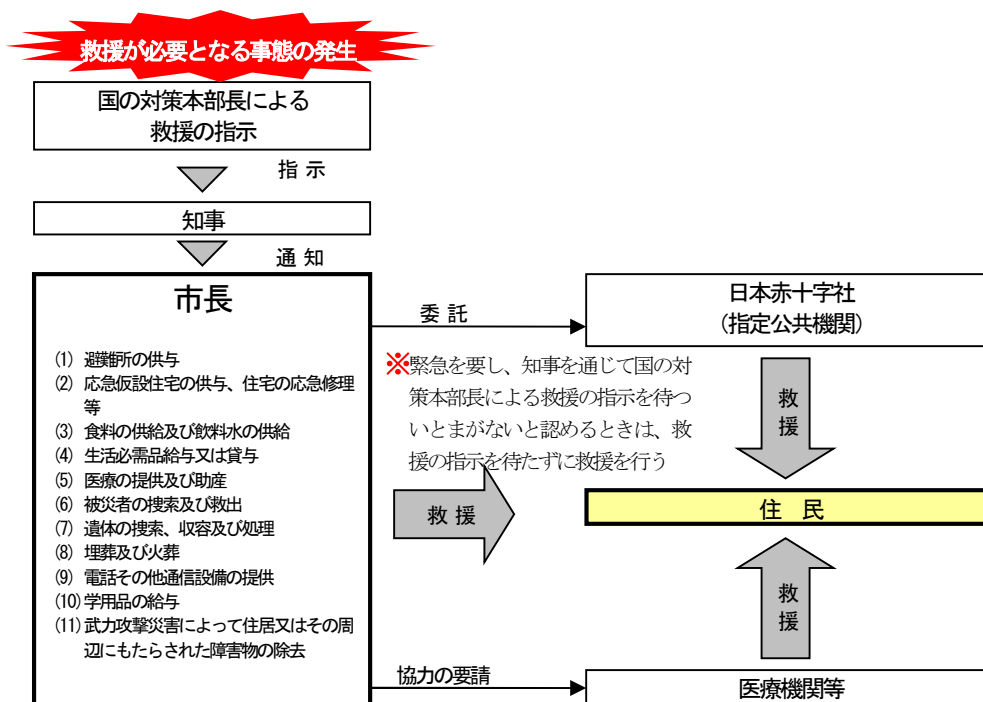 救援が必要となる事態の発生
国の対策本部長による
救援の指示
指 示
知事
通 知
市長
(1) 避難所の供与
(2) 応急仮設住宅の供与、住宅の応急修理
等
(3) 食料の供給及び飲料水の供給
(4) 生活必需品給与又は貸与
(5) 医療の提供及び助産
(6) 被災者の捜索及び救出
(7) 遺体の捜索、収容及び処理
(8) 埋葬及び火葬
(9) 電話その他通信設備の提供
(10) 学用品の給与
(11) 武力攻撃災害によって住居又はその周
辺にもたらされた障害物の除去
委 託
日本赤十字社
(指定公共機関)
※緊急を要し、知事を通じて国の対
策本部長による救援の指示を待つ
いとまがないと認めるときは、救
援の指示を待たずに救援を行う
救援
救 援
住 民
救援
協力の要請
医療機関等